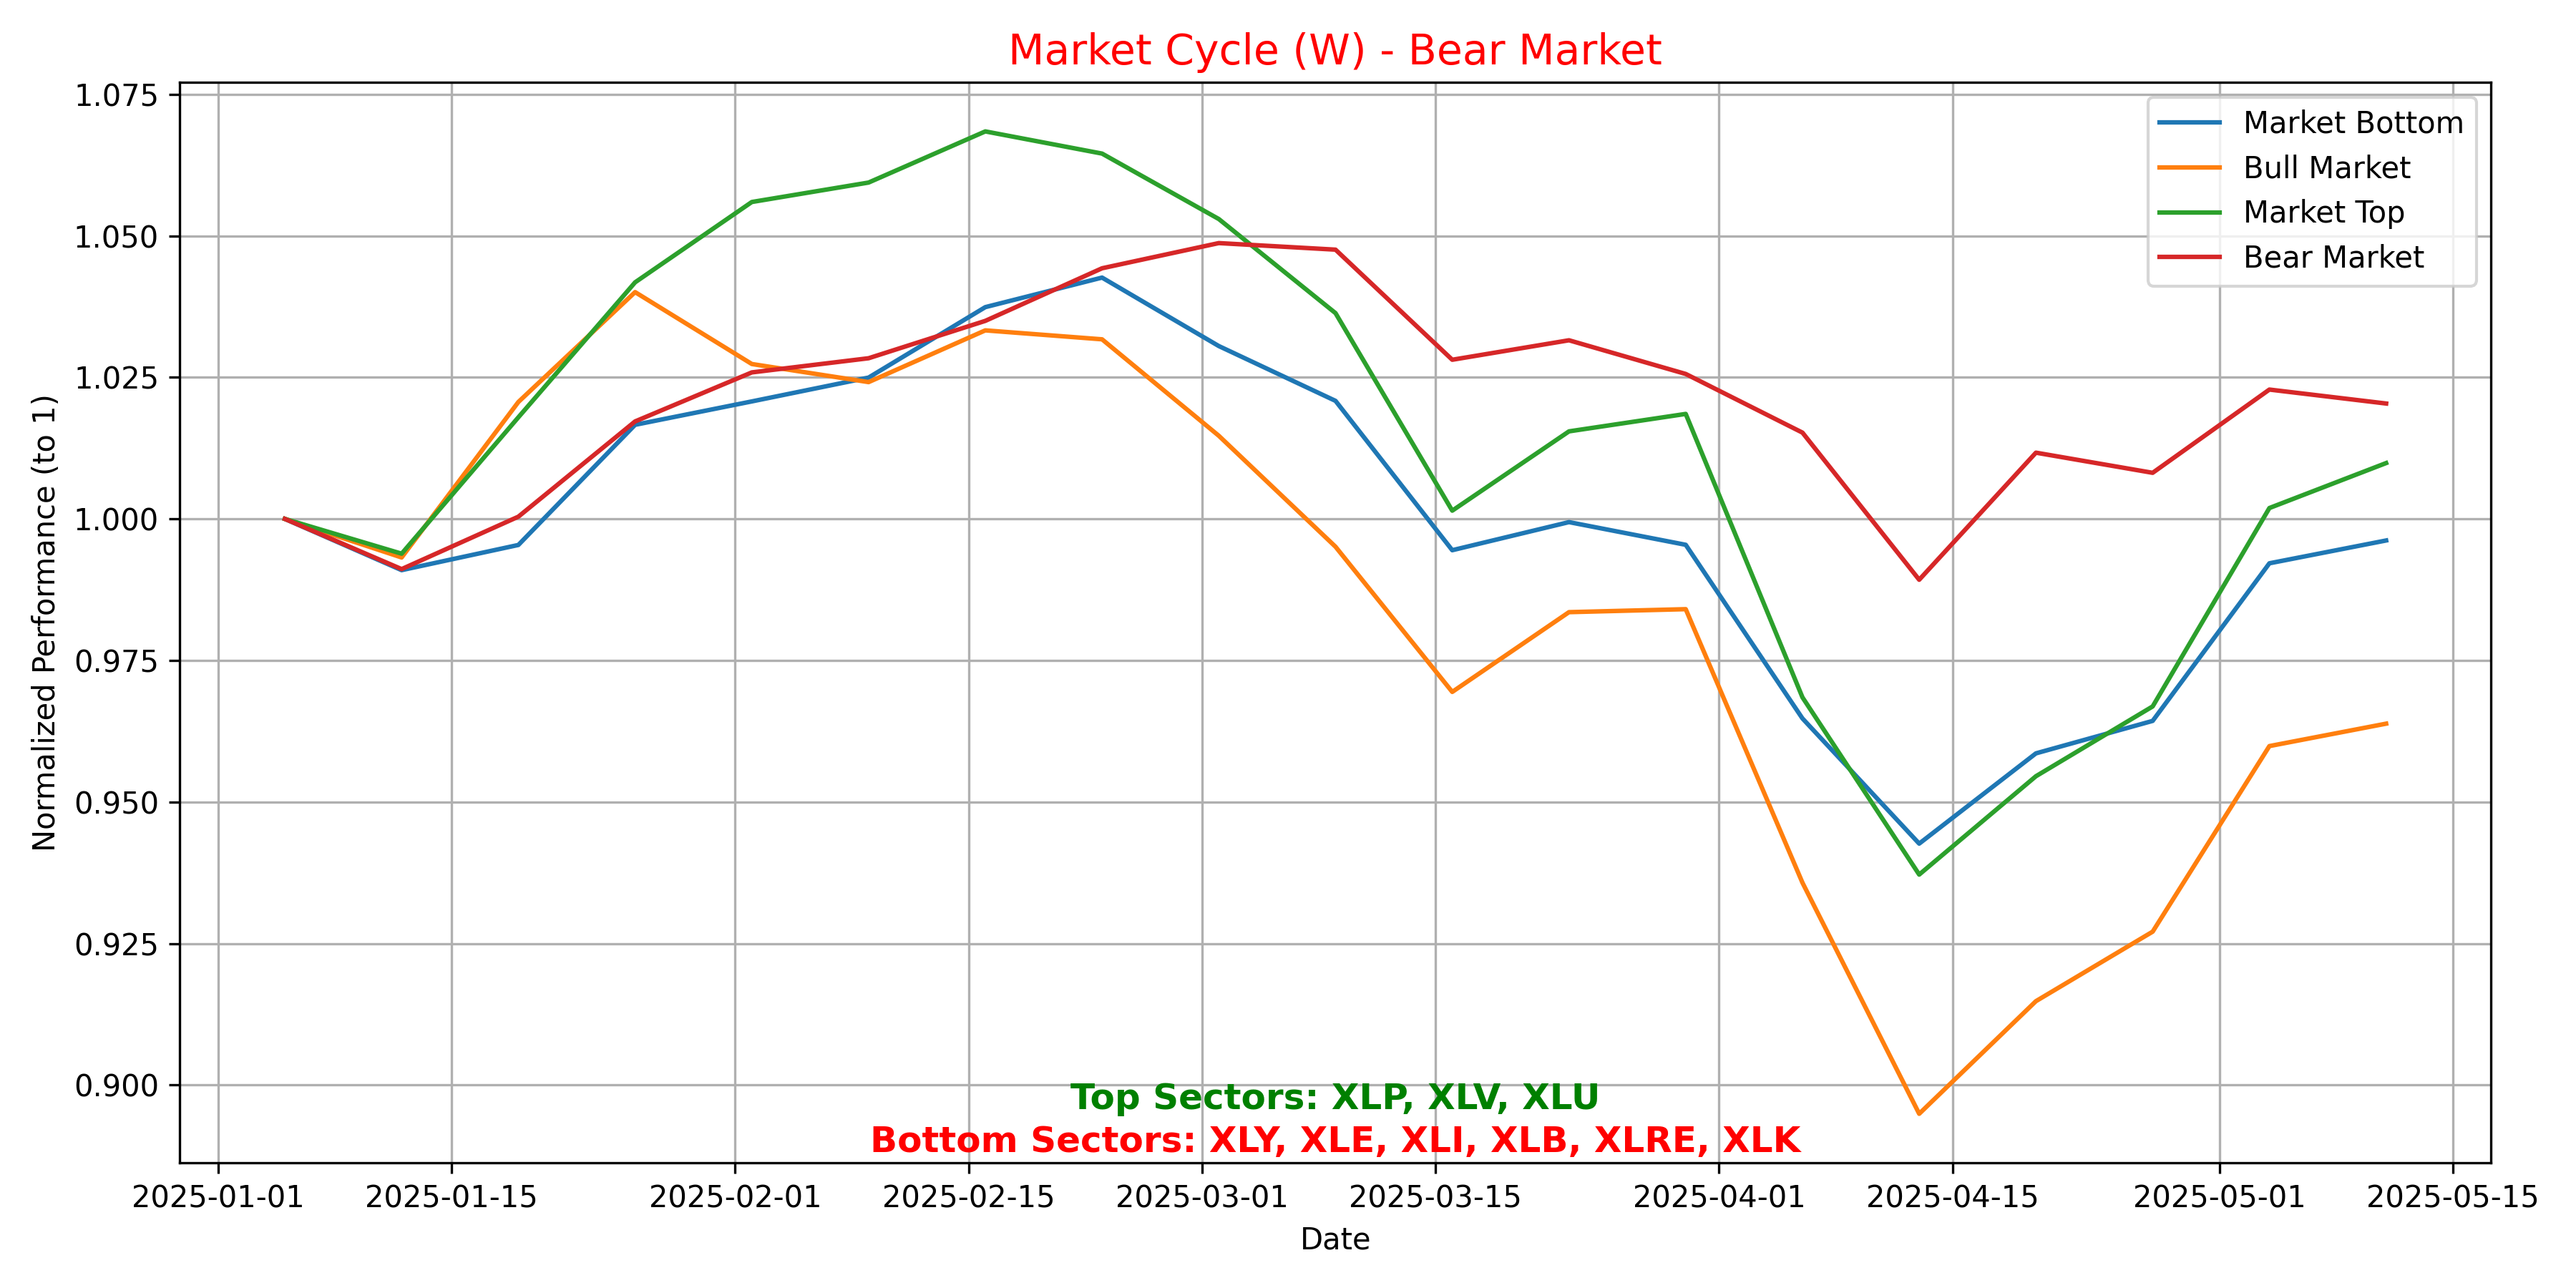 Market Cycle (W) - Bear Market
Normalized Performance (to 1)
1.075
1.050
1.025
1.000
0.975
0.950
0.925
0.900
Market Bottom
Bull Market
Market Top
Bear Market
Top Sectors: XLP, XLV, XLU
Bottom Sectors: XLY, XLE, XLI, XLB, XLRE, XLK
2025-01-01 2025-01-15 2025-02-01 2025-02-15 2025-03-01 2025-03-15 2025-04-01 2025-04-15 2025-05-01 2025-05-15
Date